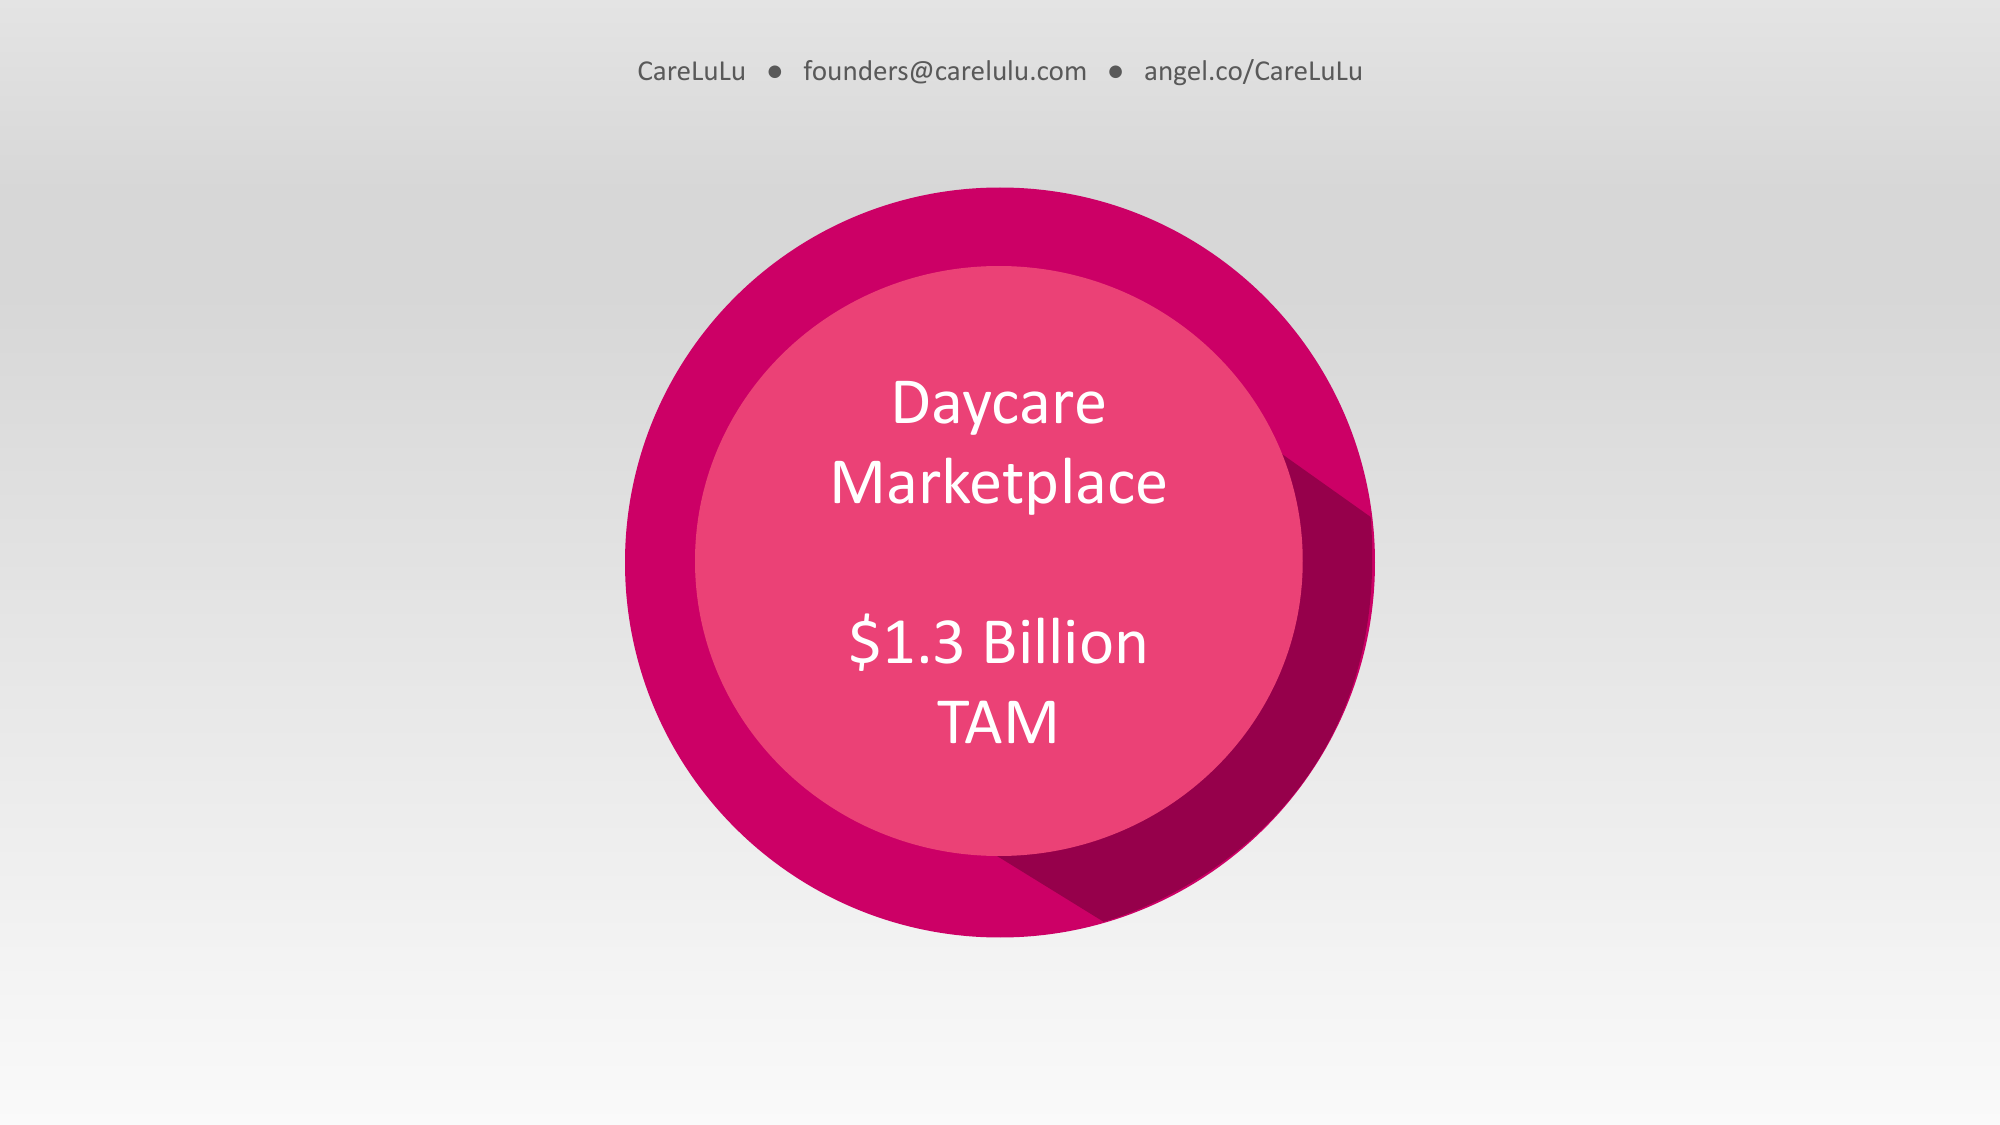 CareLuLu ● founders@carelulu.com ● angel.co/CareLuLu
Daycare
Marketplace
$1.3 Billion
TAM